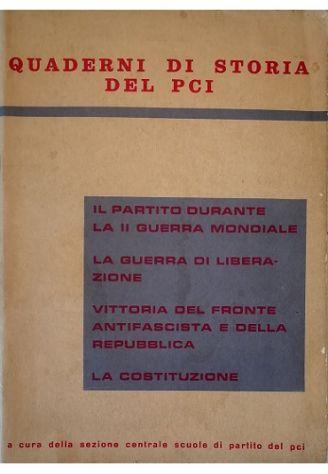 QUADERNI DI STORIA
DEL PCI
IL PARTITO DURANTE
LA II GUERRA MONDIALE
LA GUERRA DI LIBERA-
ZIONE
VITTORIA DEL FRONTE
ANTIFASCISTA E DELLA
REPUBBLICA
LA COSTITUZIONE
a cura della sezione centrale scuole di partito del pci